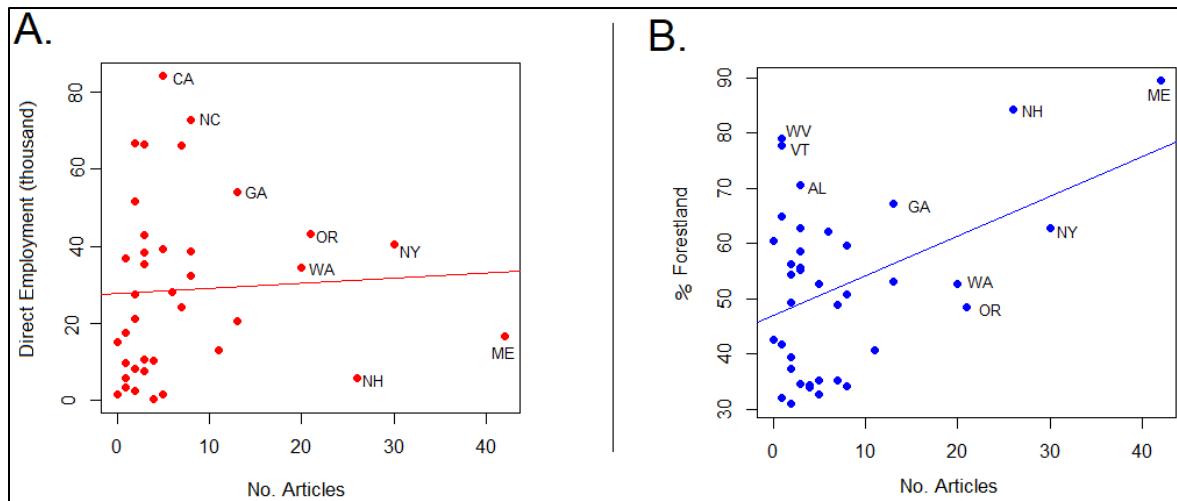 A.
Direct Employment (thousand)
80
60
40
20
0
CA
NC
GA
OR
NY
WA
ME
NH
0 10 20 30 40
No. Articles
B.
% Forestland
90
80
70
60
50
40
30
ME
NH
WV
VT
AL
GA
NY
WA
OR
0 10 20 30 40
No. Articles